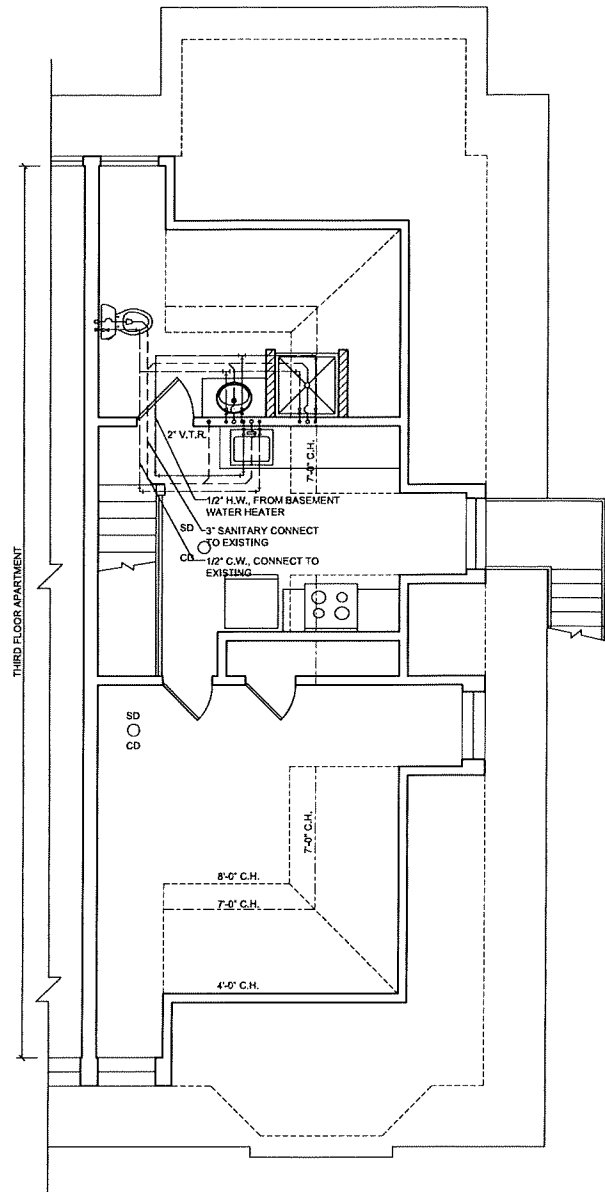 2" V.T.R.
7'-0" C.H.
1/2" H.W., FROM BASEMENT
WATER HEATER
SD
3" SANITARY CONNECT
TO EXISTING
CD
1/2" C.W., CONNECT TO
EXISTING
THIRD FLOOR APARTMENT
SD
CD
7'-0" C.H.
8'-0" C.H.
7'-0" C.H.
4'-0" C.H.